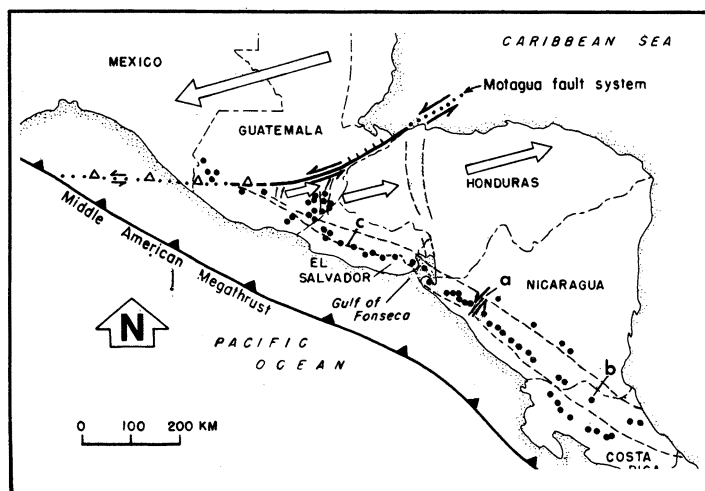 CARIBBEAN SEA
MEXICO
Motagua fault system
GUATEMALA
HONDURAS
Middle American Megathrust
c
EL
SALVADOR
a
NICARAGUA
Gulf of
Fonseca
N
PACIFIC
OCEAN
b
0 100 200 KM
COSTA